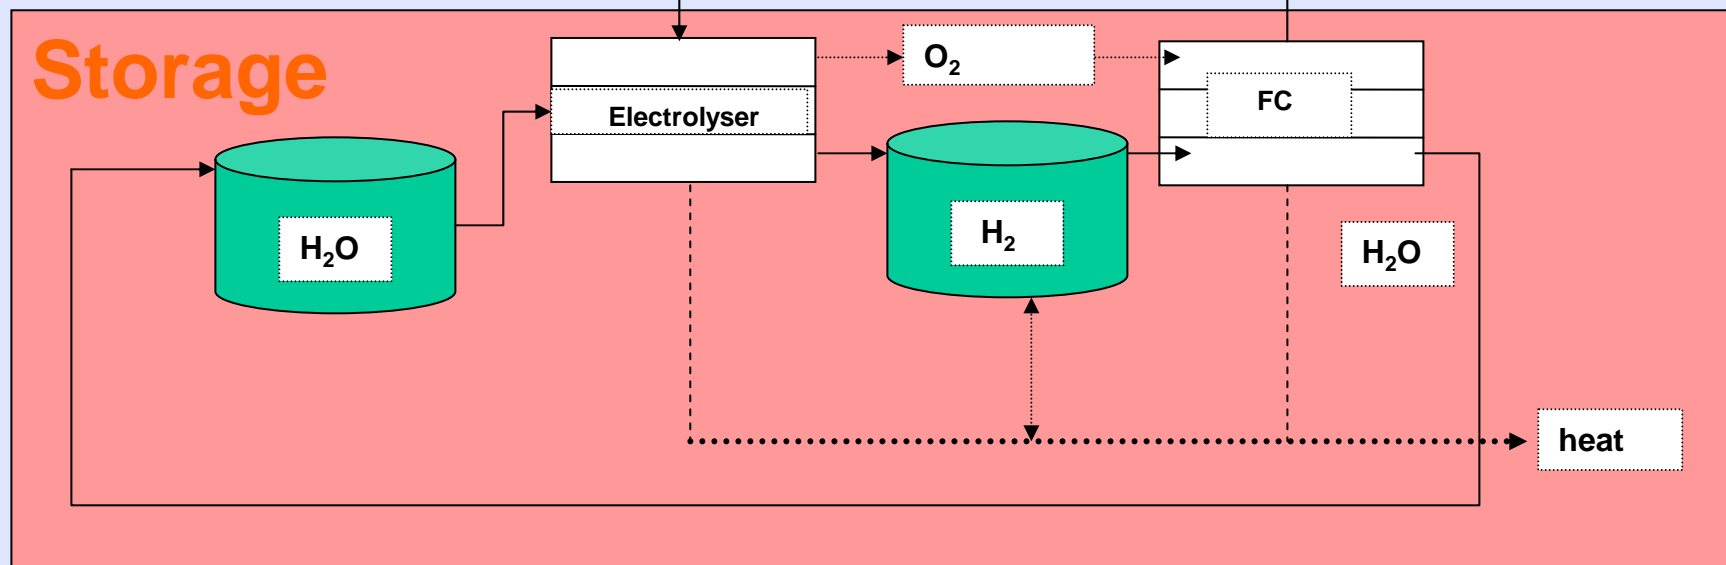 Storage
O₂
FC
Electrolyser
H₂O
H₂
H₂O
heat